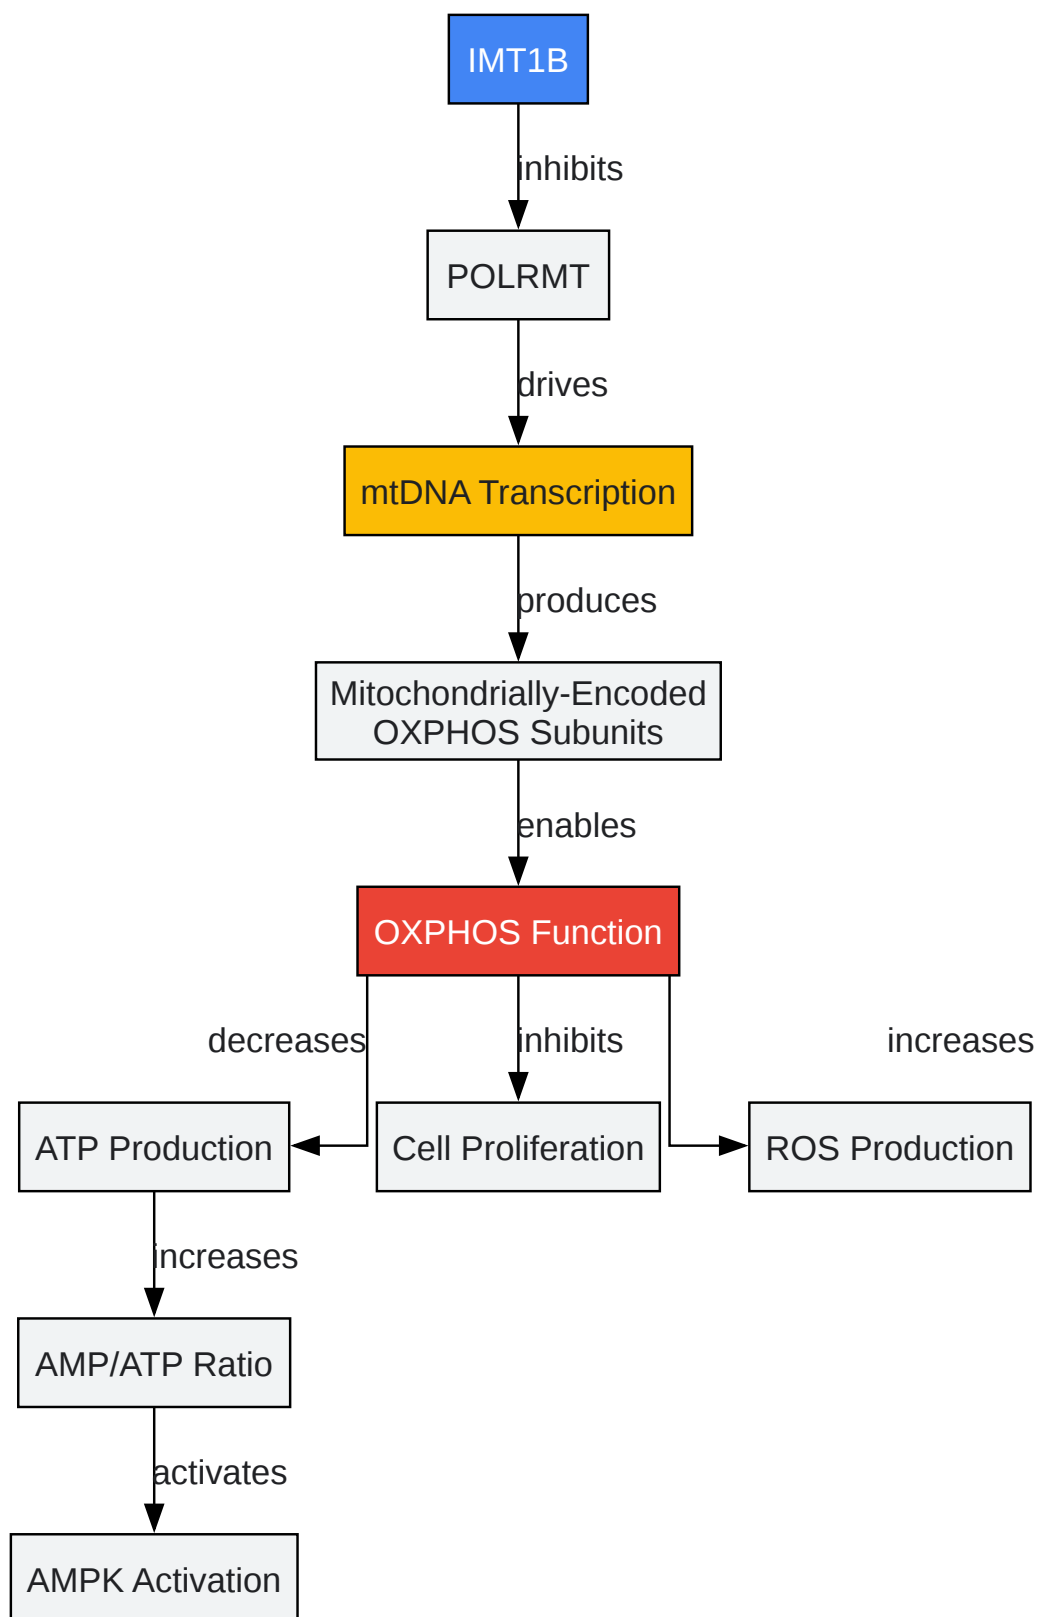 IMT1B
inhibits
POLRMT
drives
mtDNA Transcription
produces
Mitochondrially-Encoded
OXPHOS Subunits
enables
OXPHOS Function
decreases
inhibits
increases
ATP Production
Cell Proliferation
ROS Production
increases
AMP/ATP Ratio
activates
AMPK Activation